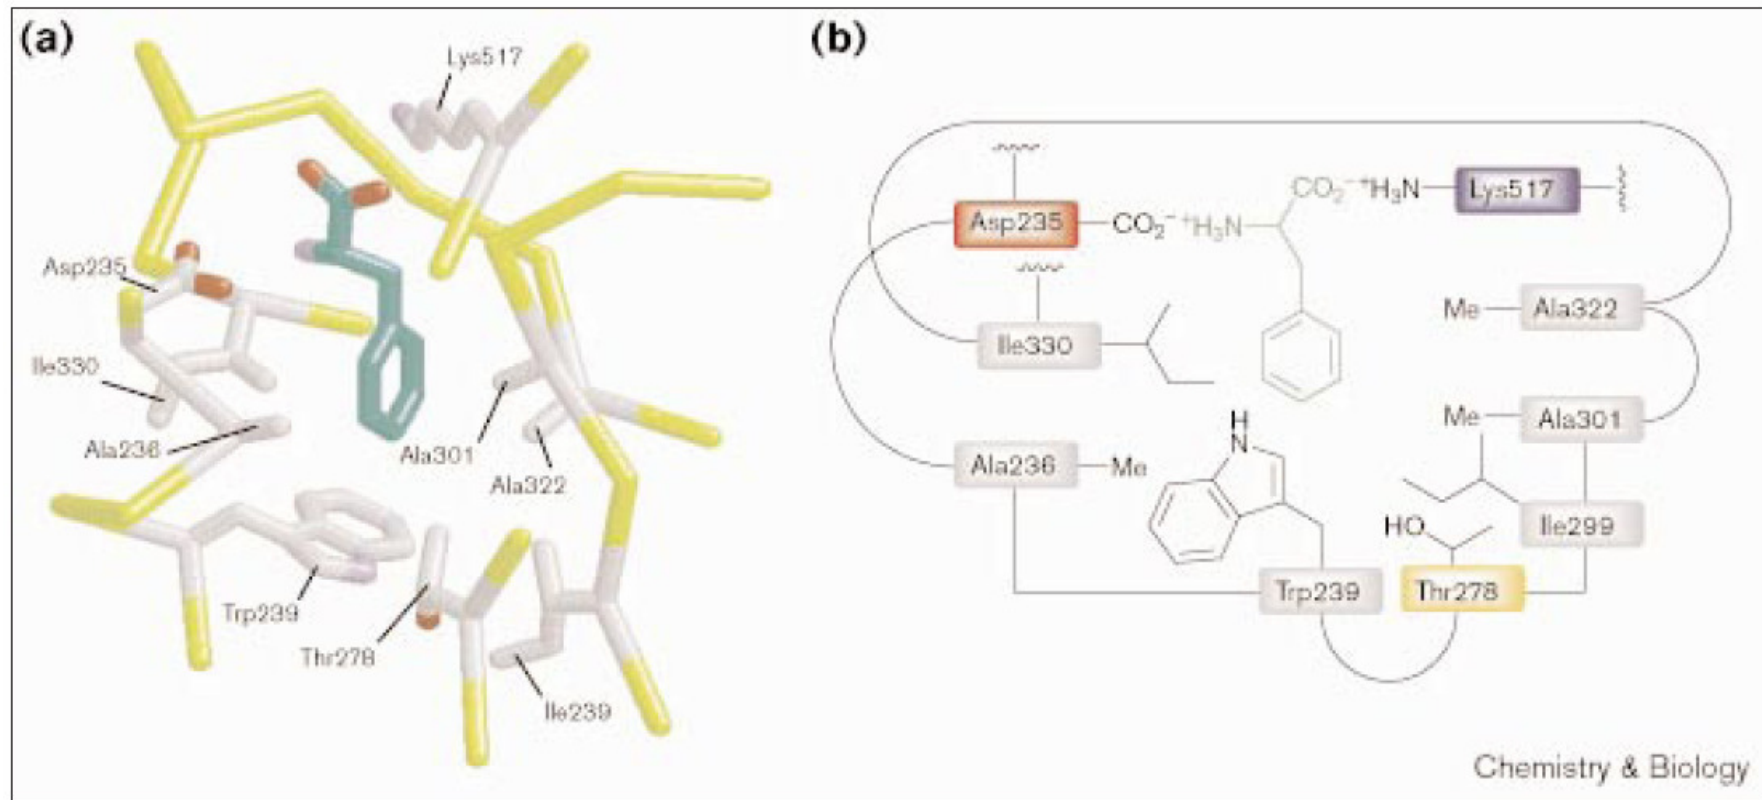 (a)
Lys517
Asp235
Ile330
Ala236
Ala301
Ala322
Trp239
Thr278
Ile239
(b)
CO2⁻ ⁺H3N Lys517
Asp235 CO2⁻ ⁺H3N
Me Ala322
Ile330
Me Ala301
H
N
Ala236 Me
HO Ile299
Trp239 Thr278
Chemistry & Biology